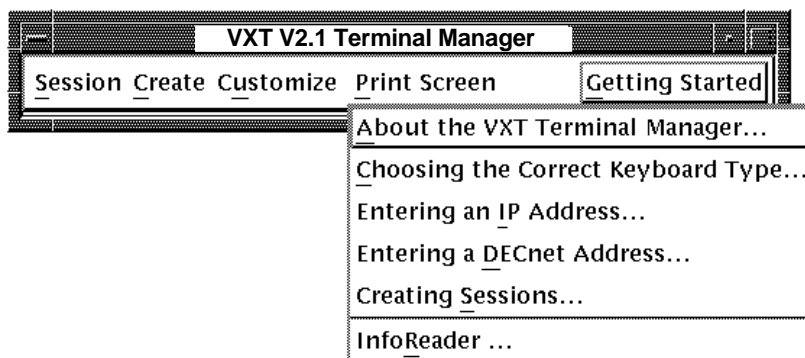 VXT V2.1 Terminal Manager
Session Create Customize Print Screen Getting Started
About the VXT Terminal Manager...
Choosing the Correct Keyboard Type...
Entering an IP Address...
Entering a DECnet Address...
Creating Sessions...
InfoReader ...